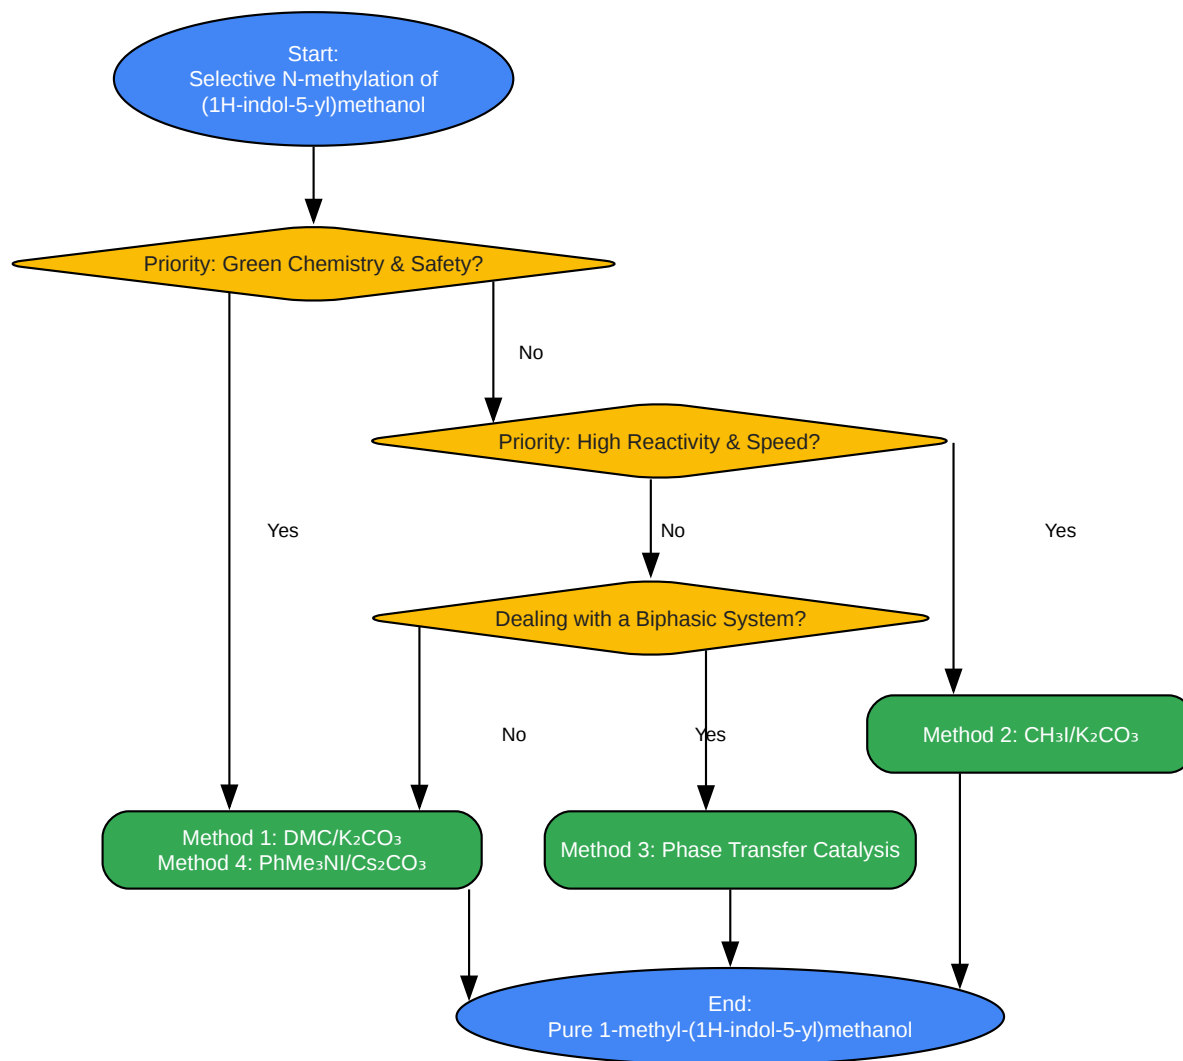 Start:
Selective N-methylation of
(1H-indol-5-yl)methanol
Priority: Green Chemistry & Safety?
No
Priority: High Reactivity & Speed?
Yes
No
Yes
Dealing with a Biphasic System?
No
Yes
Method 2: CH₃I/K₂CO₃
Method 1: DMC/K₂CO₃
Method 4: PhMe₃NI/Cs₂CO₃
Method 3: Phase Transfer Catalysis
End:
Pure 1-methyl-(1H-indol-5-yl)methanol